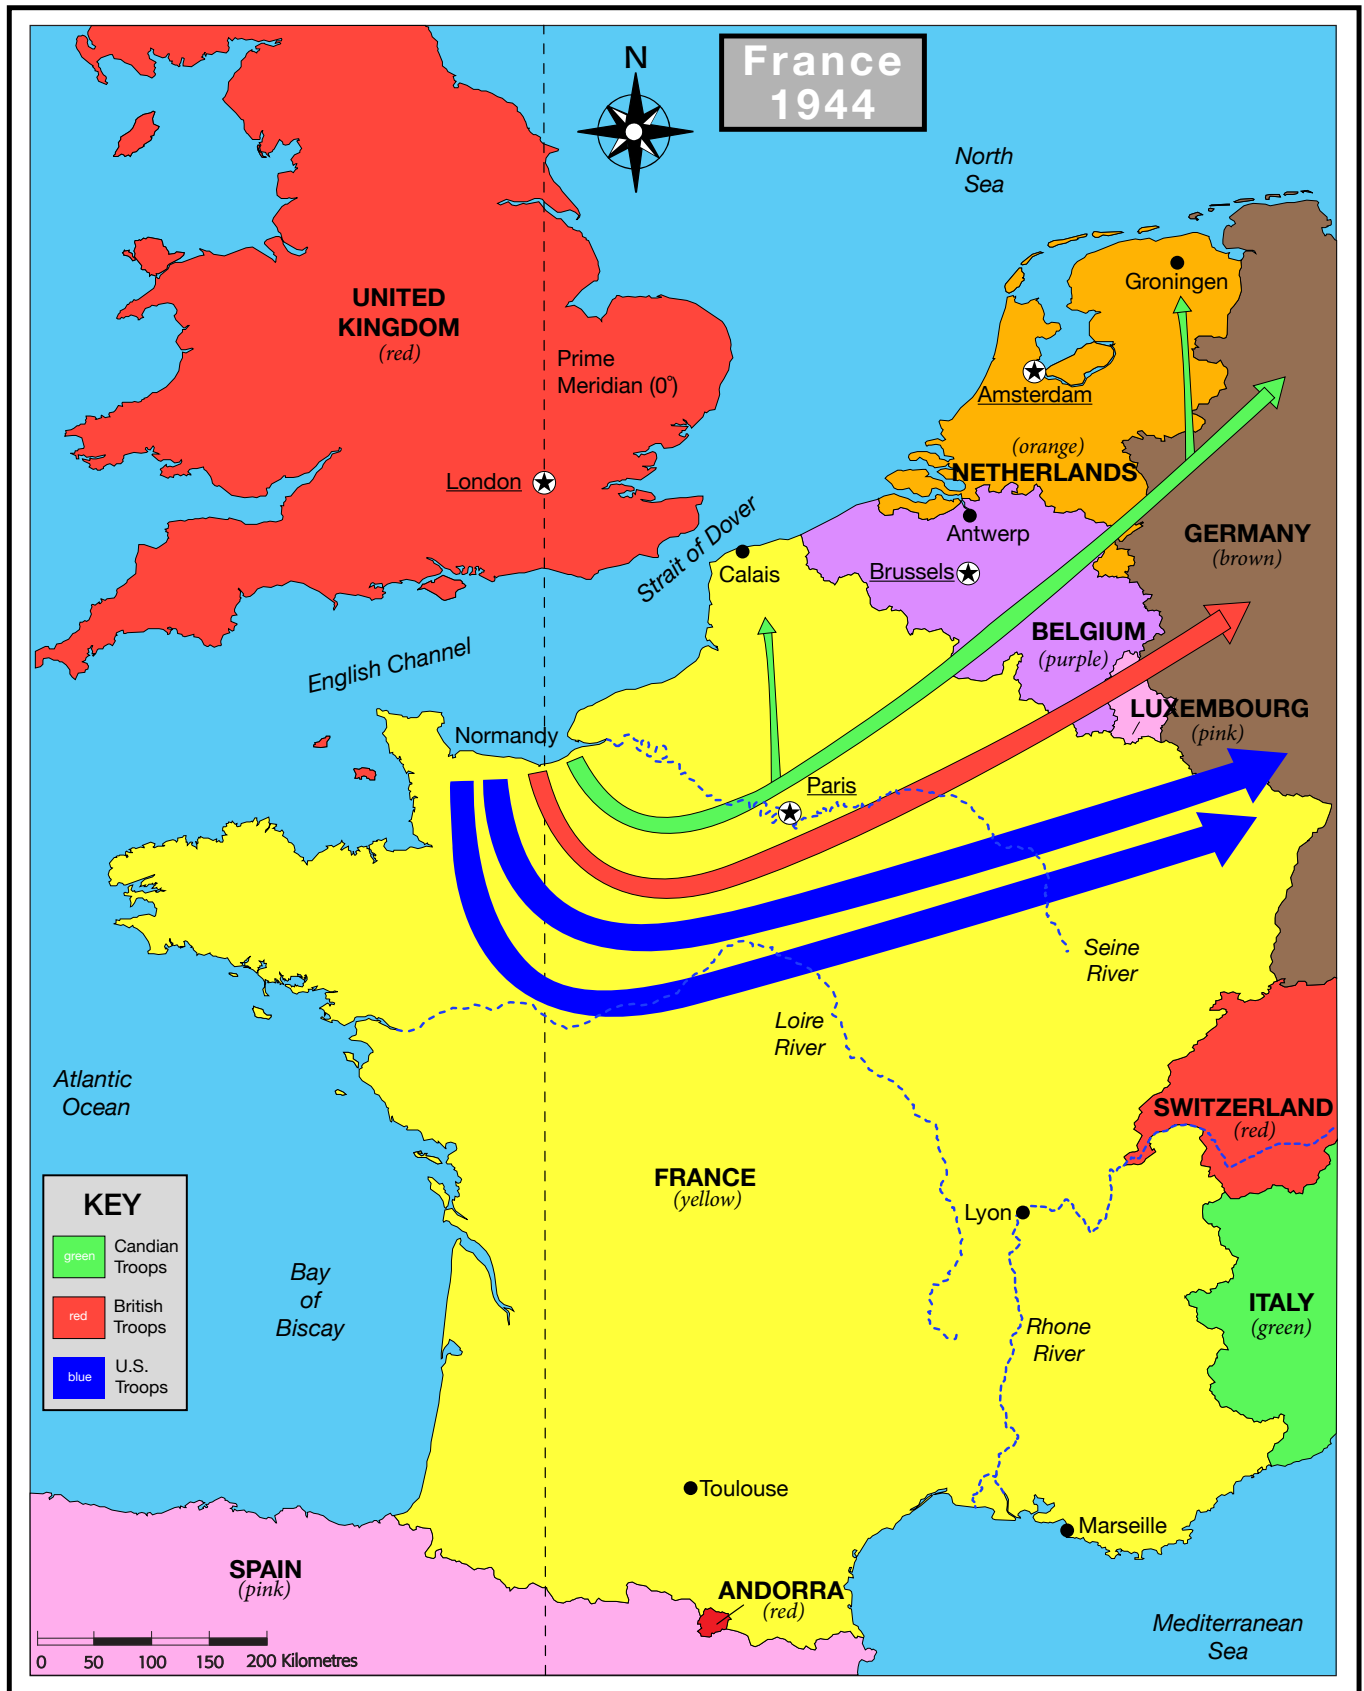 France
1944
N
North
Sea
Groningen
UNITED
KINGDOM
(red)
Prime
Meridian (0°)
Amsterdam
(orange)
NETHERLANDS
London
Strait of Dover
Antwerp
GERMANY
(brown)
Calais
Brussels
BELGIUM
(purple)
English Channel
LUXEMBOURG
(pink)
Normandy
Paris
Seine
River
Loire
River
Atlantic
Ocean
SWITZERLAND
(red)
FRANCE
(yellow)
KEY
green
Candian
Troops
red
British
Troops
blue
U.S.
Troops
Lyon
Bay
of
Biscay
ITALY
(green)
Rhone
River
Toulouse
Marseille
SPAIN
(pink)
ANDORRA
(red)
Mediterranean
Sea
0 50 100 150 200 Kilometres